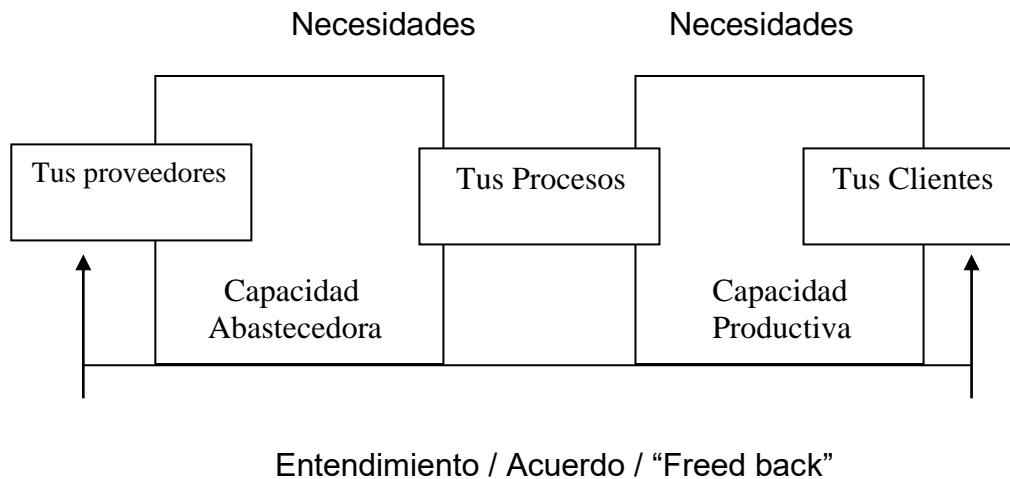 Necesidades
Necesidades
Tus proveedores
Tus Procesos
Tus Clientes
Capacidad
Abastecedora
Capacidad
Productiva
Entendimiento / Acuerdo / “Freed back”